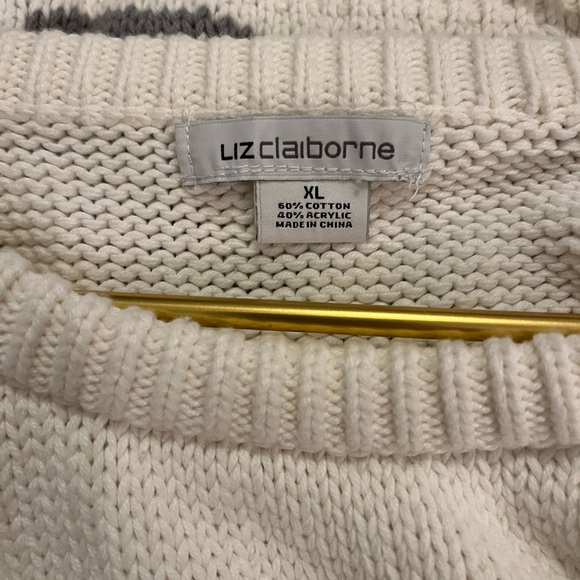 LIZ claiborne
XL
60% COTTON
40% ACRYLIC
MADE IN CHINA